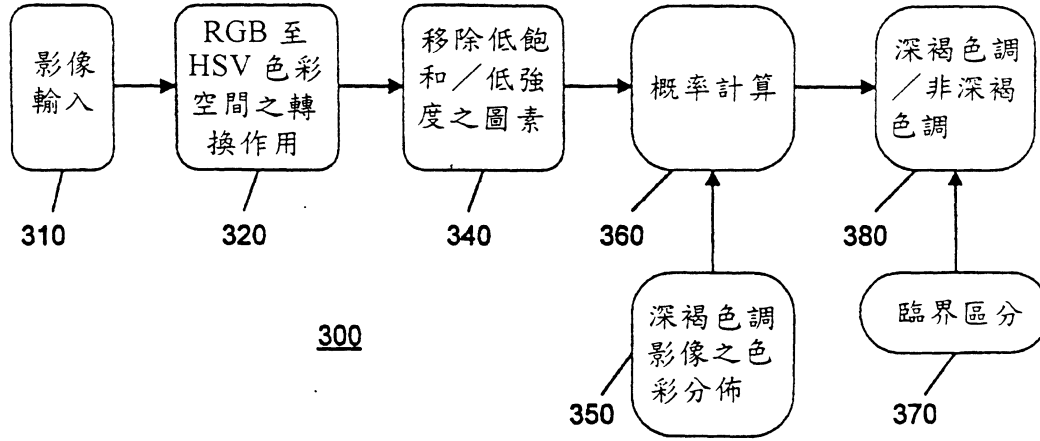 影像
輸入
RGB 至
HSV 色彩
空間之轉
換作用
移除低飽
和／低強
度之圖素
概率計算
深褐色調
／非深褐
色調
310
320
340
360
380
300
深褐色調
影像之色
彩分佈
臨界區分
350
370